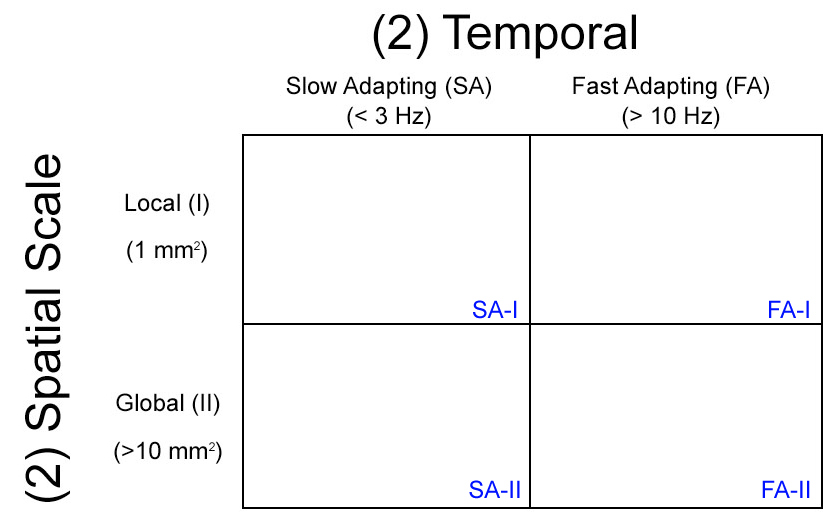 (2) Temporal
Slow Adapting (SA)
(< 3 Hz)
Fast Adapting (FA)
(> 10 Hz)
(2) Spatial Scale
Local (I)
(1 mm²)
SA-I
FA-I
Global (II)
(>10 mm²)
SA-II
FA-II